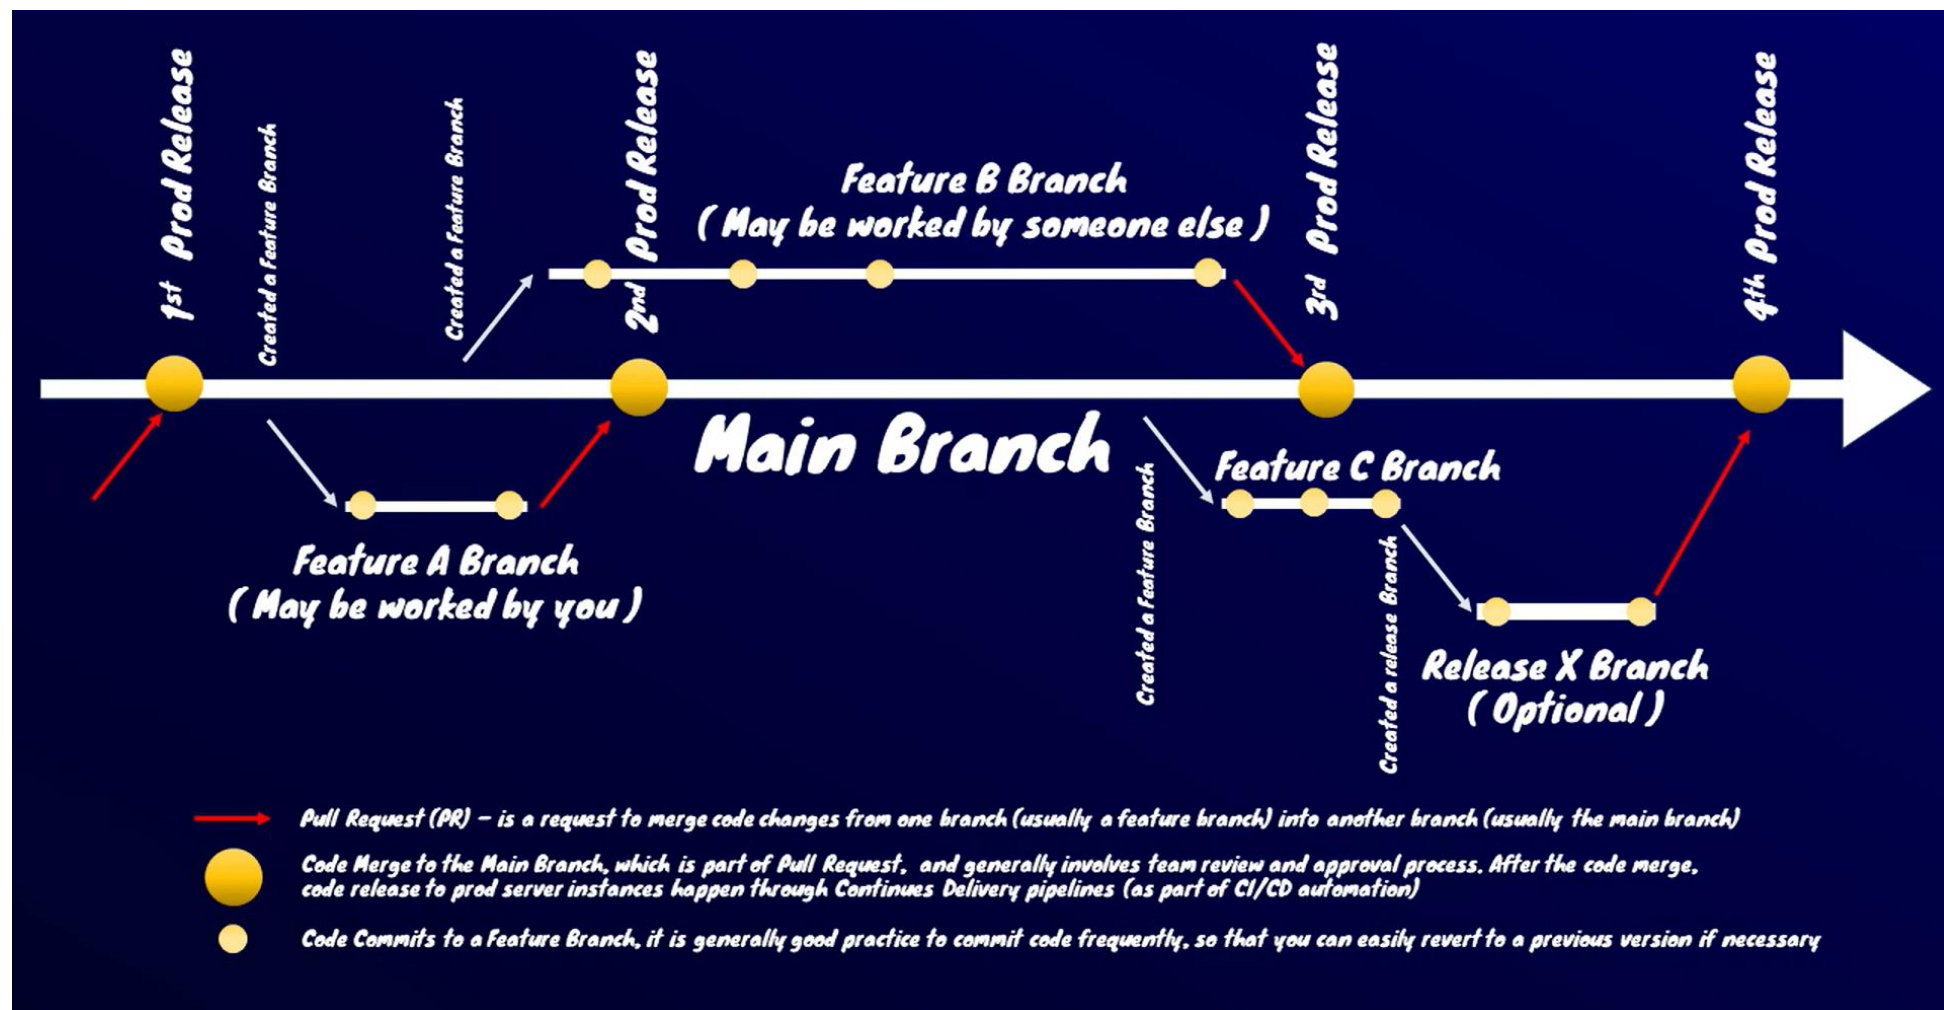 1st Prod Release
Created a Feature Branch
Created a Feature Branch
2nd Prod Release
Feature B Branch
( May be worked by someone else )
3rd Prod Release
4th Prod Release
Main Branch
Feature A Branch
( May be worked by you )
Created a Feature Branch
Feature C Branch
Created a release Branch
Release X Branch
( Optional )
Pull Request (PR) – is a request to merge code changes from one branch (usually a feature branch) into another branch (usually the main branch)
Code Merge to the Main Branch, which is part of Pull Request, and generally involves team review and approval process. After the code merge,
code release to prod server instances happen through Continues Delivery pipelines (as part of CI/CD automation)
Code Commits to a Feature Branch, it is generally good practice to commit code frequently, so that you can easily revert to a previous version if necessary